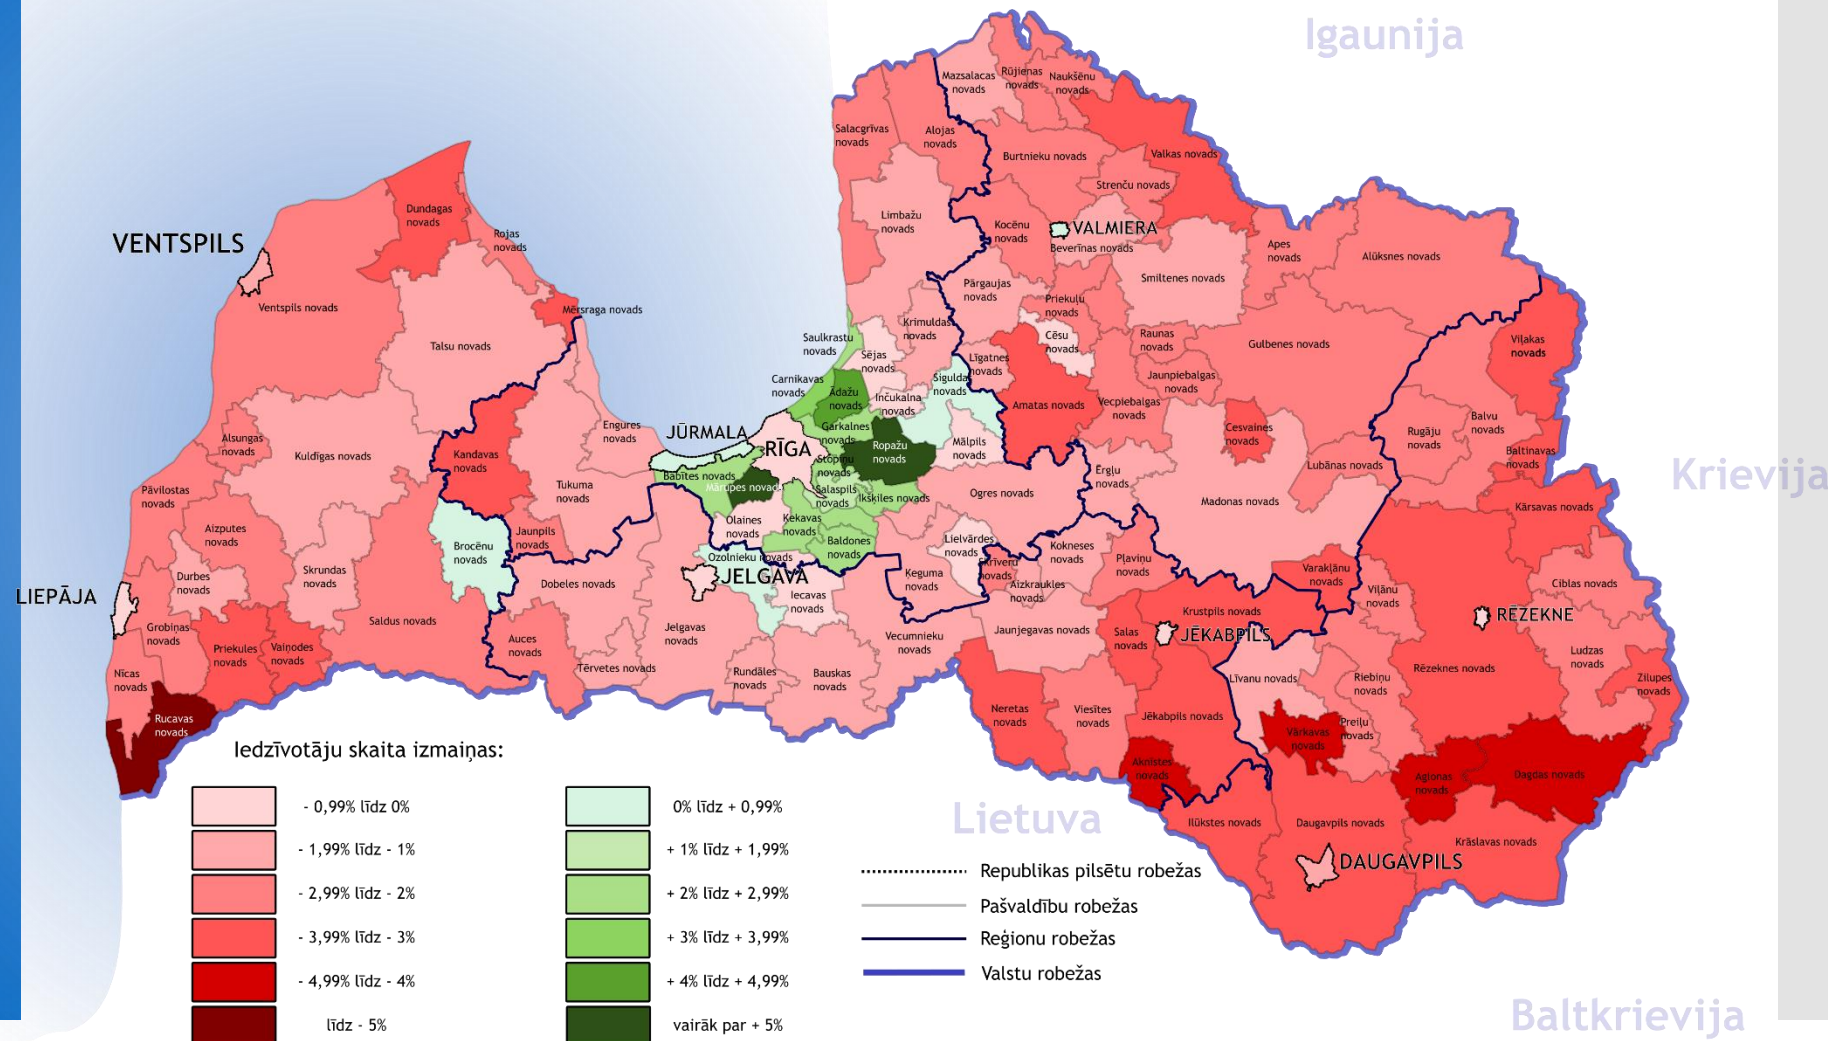 Igaunija
Mazsalacas
novads
Rūjienas
novads
Naukšēnu
novads
Salacgrīvas
novads
Alojas
novads
Burtnieku novads
Valkas novads
Strenču novads
Dundagas
novads
Limbažu
novads
Kocēnu
novads
VALMIERA
Beverīnas novads
Rojas
novads
VENTSPILS
Apes
novads
Alūksnes novads
Smiltenes novads
Pārgaujas
novads
Priekuļu
novads
Ventspils novads
Mērsraga novads
Krimuldas
novads
Saulkrastu
novads
Cēsu
novads
Raunas
novads
Gulbenes novads
Viļakas
novads
Talsu novads
Sējas
novads
Līgatnes
novads
Jaunpiebalgas
novads
Carnikavas
novads
Ādažu
novads
Inčukalna
novads
Siguldas
novads
Amatas novads
Vecpiebalgas
novads
Cesvaines
novads
Balvu
novads
Rugāju
novads
Engures
novads
JŪRMALA
RĪGA
Garkalnes
novads
Ropažu
novads
Mālpils
novads
Alsungas
novads
Kuldīgas novads
Kandavas
novads
Baltinavas
novads
Stopiņu
novads
Lubānas novads
Ērgļu
novads
Babītes novads
Mārupes novads
Tukuma
novads
Salaspils
novads
Ikšķiles novads
Ogres novads
Madonas novads
Krievija
Pāvilostas
novads
Kārsavas novads
Aizputes
novads
Jaunpils
novads
Olaines
novads
Ķekavas
novads
Baldones
novads
Lielvārdes
novads
Kokneses
novads
Brocēnu
novads
Ozolnieku novads
JELGAVA
Pļaviņu
novads
Skrīveru
novads
Varakļānu
novads
Skrundas
novads
Durbes
novads
Dobeles novads
Ķeguma
novads
Aizkraukles
novads
Ciblas novads
Viļānu
novads
LIEPĀJA
Iecavas
novads
Krustpils novads
RĒZEKNE
Saldus novads
Grobiņas
novads
Jelgavas
novads
Jaunjegavas novads
Salas
novads
JĒKABPILS
Auces
novads
Vecumnieku
novads
Priekules
novads
Vaiņodes
novads
Ludzas
novads
Tērvetes novads
Rundāles
novads
Bauskas
novads
Nīcas
novads
Līvanu novads
Riebiņu
novads
Rēzeknes novads
Zilupes
novads
Rucavas
novads
Neretas
novads
Viesītes
novads
Jēkabpils novads
Vārkavas
novads
Preiļu
novads
Aknīstes
novads
Aglonas
novads
Dagdas novads
Ilūkstes novads
Daugavpils novads
Krāslavas novads
DAUGAVPILS
Lietuva
Baltkrievija
Iedzīvotāju skaita izmaiņas:
- 0,99% līdz 0%
- 1,99% līdz - 1%
- 2,99% līdz - 2%
- 3,99% līdz - 3%
- 4,99% līdz - 4%
līdz - 5%
0% līdz + 0,99%
+ 1% līdz + 1,99%
+ 2% līdz + 2,99%
+ 3% līdz + 3,99%
+ 4% līdz + 4,99%
vairāk par + 5%
Republikas pilsētu robežas
Pašvaldību robežas
Reģionu robežas
Valstu robežas